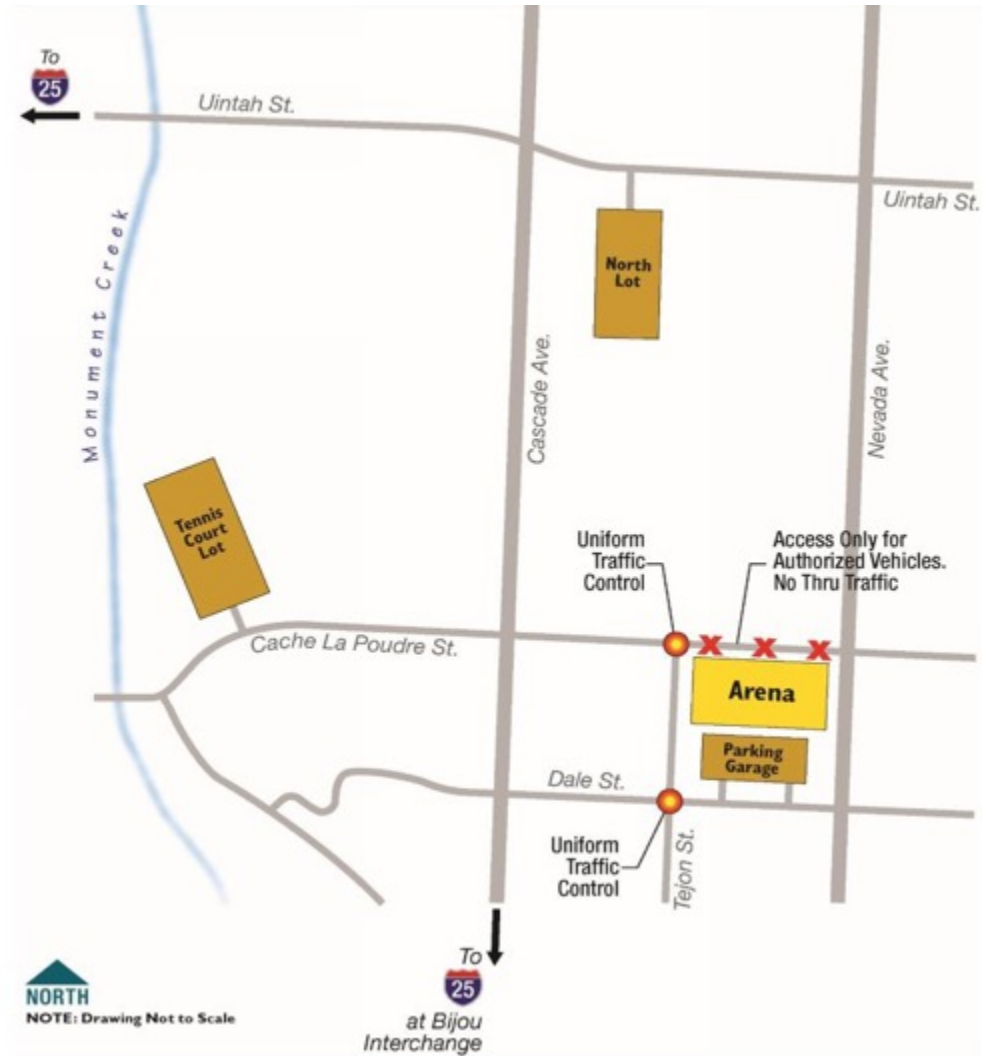 To
25
Uintah St.
Uintah St.
Monument Creek
North
Lot
Cascade Ave.
Nevada Ave.
Tennis
Court
Lot
Uniform
Traffic
Control
Access Only for
Authorized Vehicles.
No Thru Traffic
Cache La Poudre St.
X X X
Arena
Parking
Garage
Dale St.
Uniform
Traffic
Control
Tejon St.
To
25
at Bijou
Interchange
NORTH
NOTE: Drawing Not to Scale